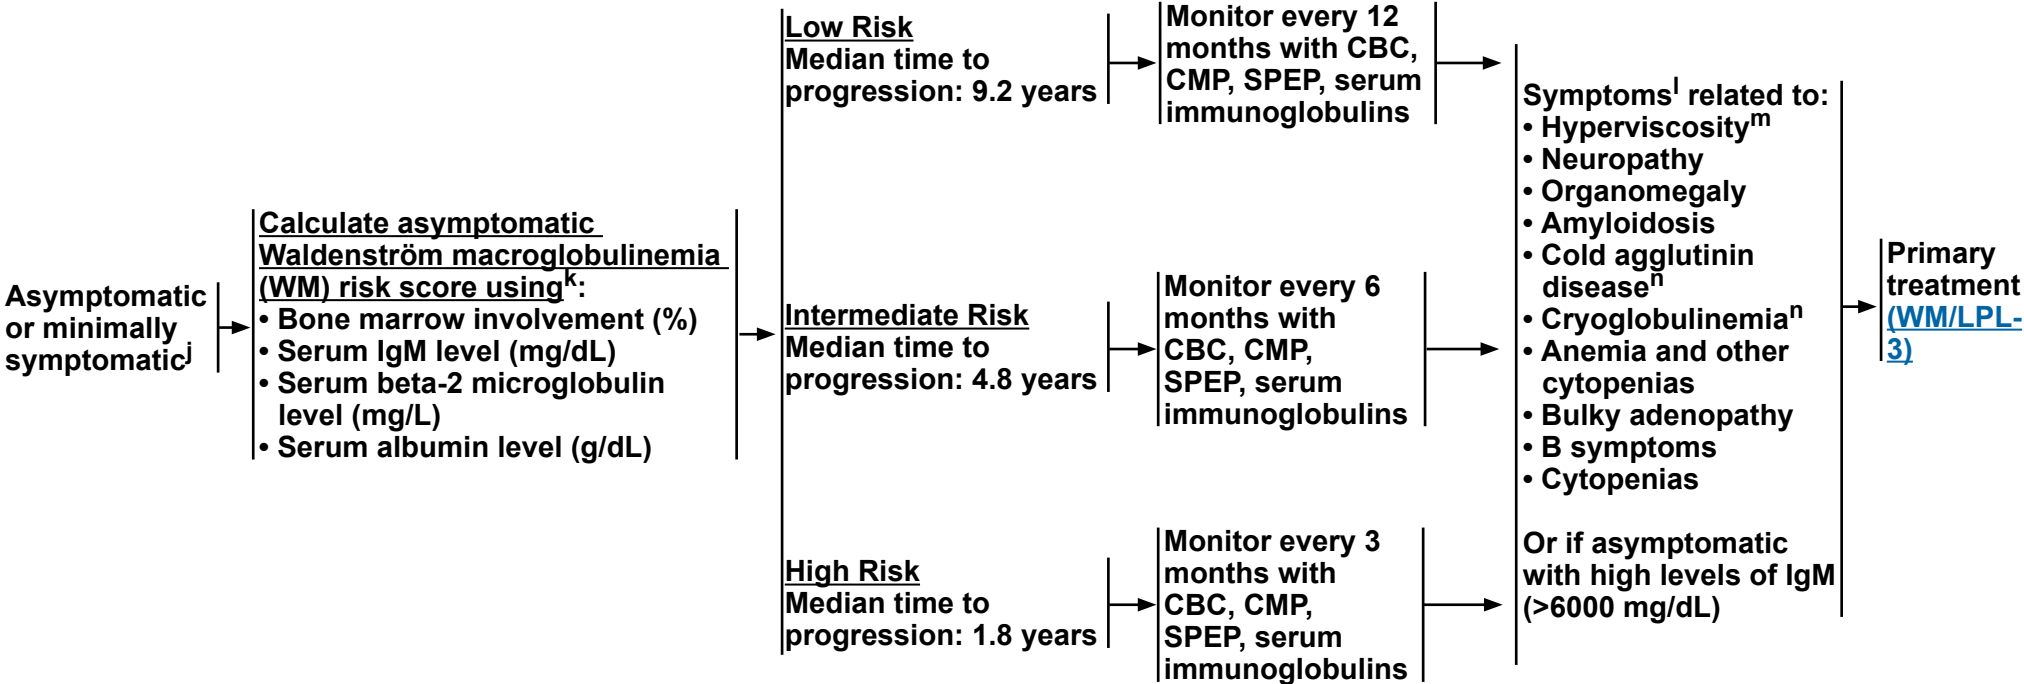 Asymptomatic
or minimally
symptomaticj
Calculate asymptomatic
Waldenström macroglobulinemia
(WM) risk score usingk:
• Bone marrow involvement (%)
• Serum IgM level (mg/dL)
• Serum beta-2 microglobulin
level (mg/L)
• Serum albumin level (g/dL)
Low Risk
Median time to
progression: 9.2 years
Monitor every 12
months with CBC,
CMP, SPEP, serum
immunoglobulins
Intermediate Risk
Median time to
progression: 4.8 years
Monitor every 6
months with
CBC, CMP,
SPEP, serum
immunoglobulins
High Risk
Median time to
progression: 1.8 years
Monitor every 3
months with
CBC, CMP,
SPEP, serum
immunoglobulins
Symptomsl related to:
• Hyperviscositym
• Neuropathy
• Organomegaly
• Amyloidosis
• Cold agglutinin
diseasen
• Cryoglobulinemian
• Anemia and other
cytopenias
• Bulky adenopathy
• B symptoms
• Cytopenias
Or if asymptomatic
with high levels of IgM
(>6000 mg/dL)
Primary
treatment
(WM/LPL-
3)